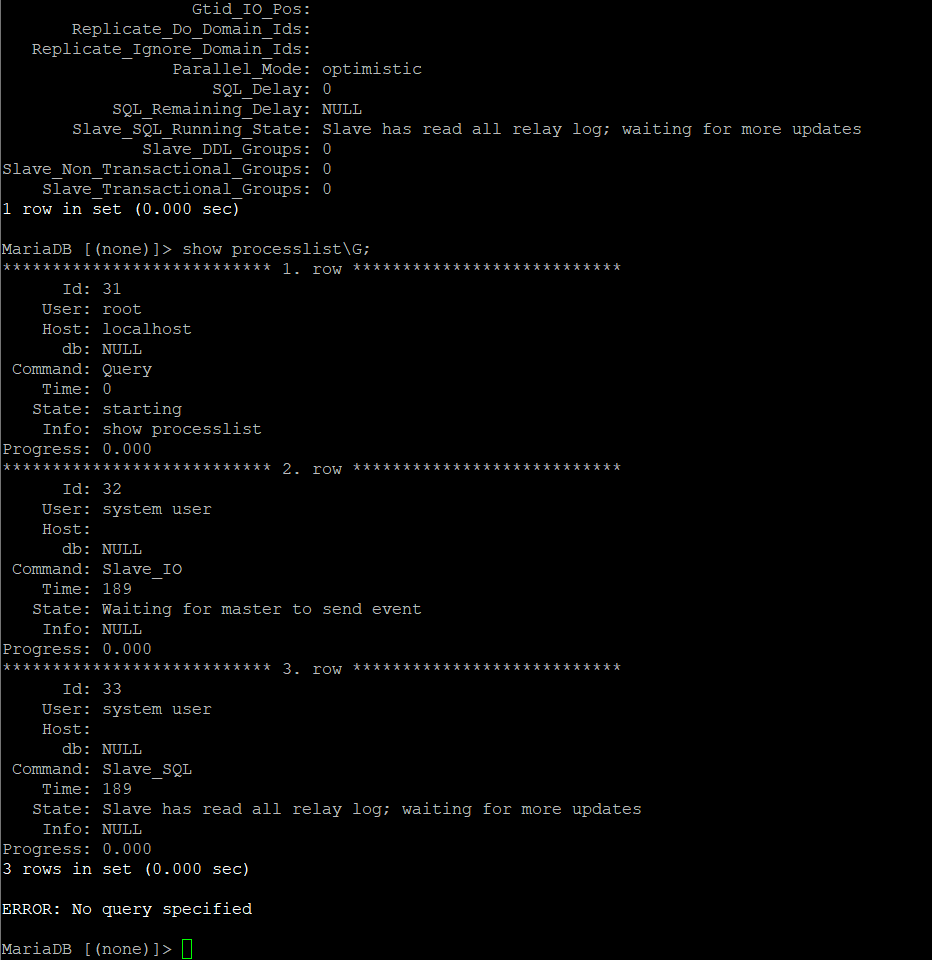 Gtid_IO_Pos:
Replicate_Do_Domain_Ids:
Replicate_Ignore_Domain_Ids:
Parallel_Mode: optimistic
SQL_Delay: 0
SQL_Remaining_Delay: NULL
Slave_SQL_Running_State: Slave has read all relay log; waiting for more updates
Slave_DDL_Groups: 0
Slave_Non_Transactional_Groups: 0
Slave_Transactional_Groups: 0
1 row in set (0.000 sec)
MariaDB [(none)]> show processlist\G;
*************************** 1. row ***************************
Id: 31
User: root
Host: localhost
db: NULL
Command: Query
Time: 0
State: starting
Info: show processlist
Progress: 0.000
*************************** 2. row ***************************
Id: 32
User: system user
Host:
db: NULL
Command: Slave_IO
Time: 189
State: Waiting for master to send event
Info: NULL
Progress: 0.000
*************************** 3. row ***************************
Id: 33
User: system user
Host:
db: NULL
Command: Slave_SQL
Time: 189
State: Slave has read all relay log; waiting for more updates
Info: NULL
Progress: 0.000
3 rows in set (0.000 sec)
ERROR: No query specified
MariaDB [(none)]>